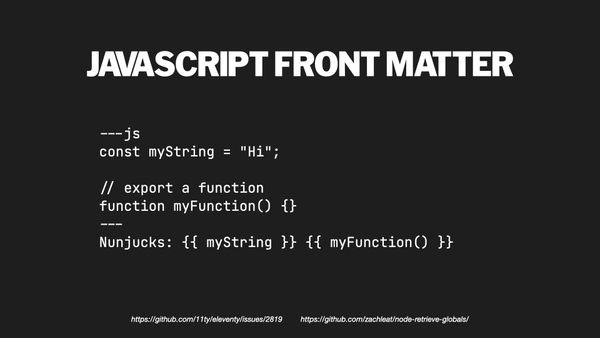 JAVASCRIPT FRONT MATTER
---js
const myString = "Hi";
// export a function
function myFunction() {}
---
Nunjucks: {{ myString }} {{ myFunction() }}
https://github.com/11ty/eleventy/issues/2819 https://github.com/zachleat/node-retrieve-globals/